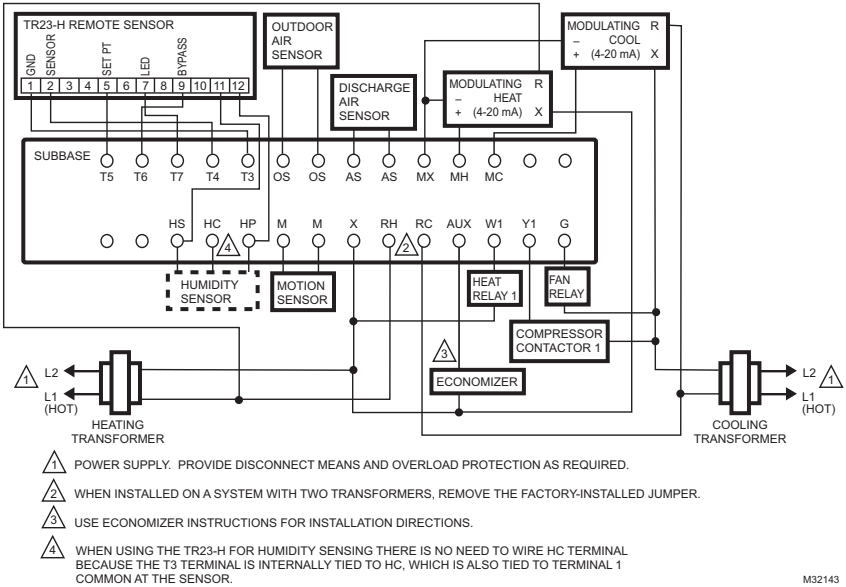 TR23-H REMOTE SENSOR
GND
SENSOR
SET PT
LED
BYPASS
1 2 3 4 5 6 7 8 9 10 11 12
OUTDOOR
AIR
SENSOR
DISCHARGE
AIR
SENSOR
MODULATING R
– HEAT
+ (4-20 mA) X
MODULATING R
– COOL
+ (4-20 mA) X
SUBBASE
T5 T6 T7 T4 T3 OS OS AS AS MX MH MC
HS HC HP M M X RH RC AUX W1 Y1 G
4
2
HUMIDITY
SENSOR
MOTION
SENSOR
HEAT
RELAY 1
FAN
RELAY
COMPRESSOR
CONTACTOR 1
3
ECONOMIZER
1
L2
L1
(HOT)
HEATING
TRANSFORMER
L2
1
L1
(HOT)
COOLING
TRANSFORMER
1 POWER SUPPLY. PROVIDE DISCONNECT MEANS AND OVERLOAD PROTECTION AS REQUIRED.
2 WHEN INSTALLED ON A SYSTEM WITH TWO TRANSFORMERS, REMOVE THE FACTORY-INSTALLED JUMPER.
3 USE ECONOMIZER INSTRUCTIONS FOR INSTALLATION DIRECTIONS.
4 WHEN USING THE TR23-H FOR HUMIDITY SENSING THERE IS NO NEED TO WIRE HC TERMINAL
BECAUSE THE T3 TERMINAL IS INTERNALLY TIED TO HC, WHICH IS ALSO TIED TO TERMINAL 1
COMMON AT THE SENSOR.
M32143